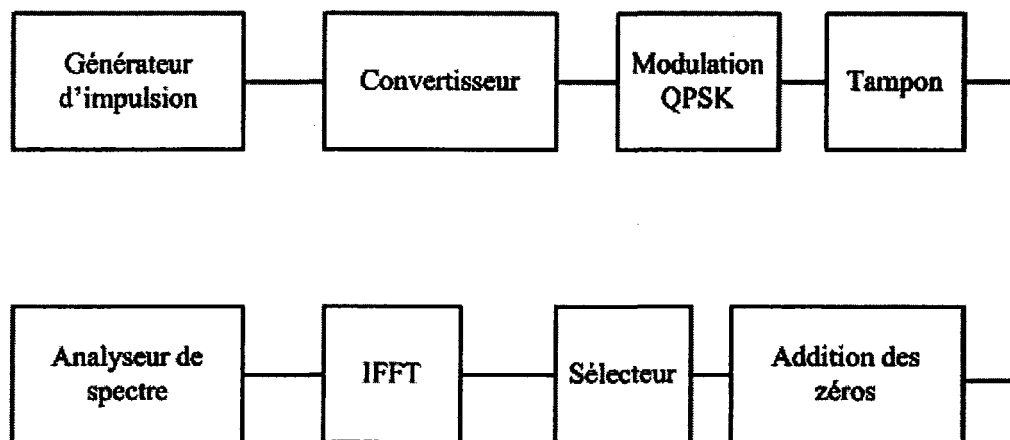 Générateur
d'impulsion
Convertisseur
Modulation
QPSK
Tampon
Analyseur de
spectre
IFFT
Sélecteur
Addition des
zéros